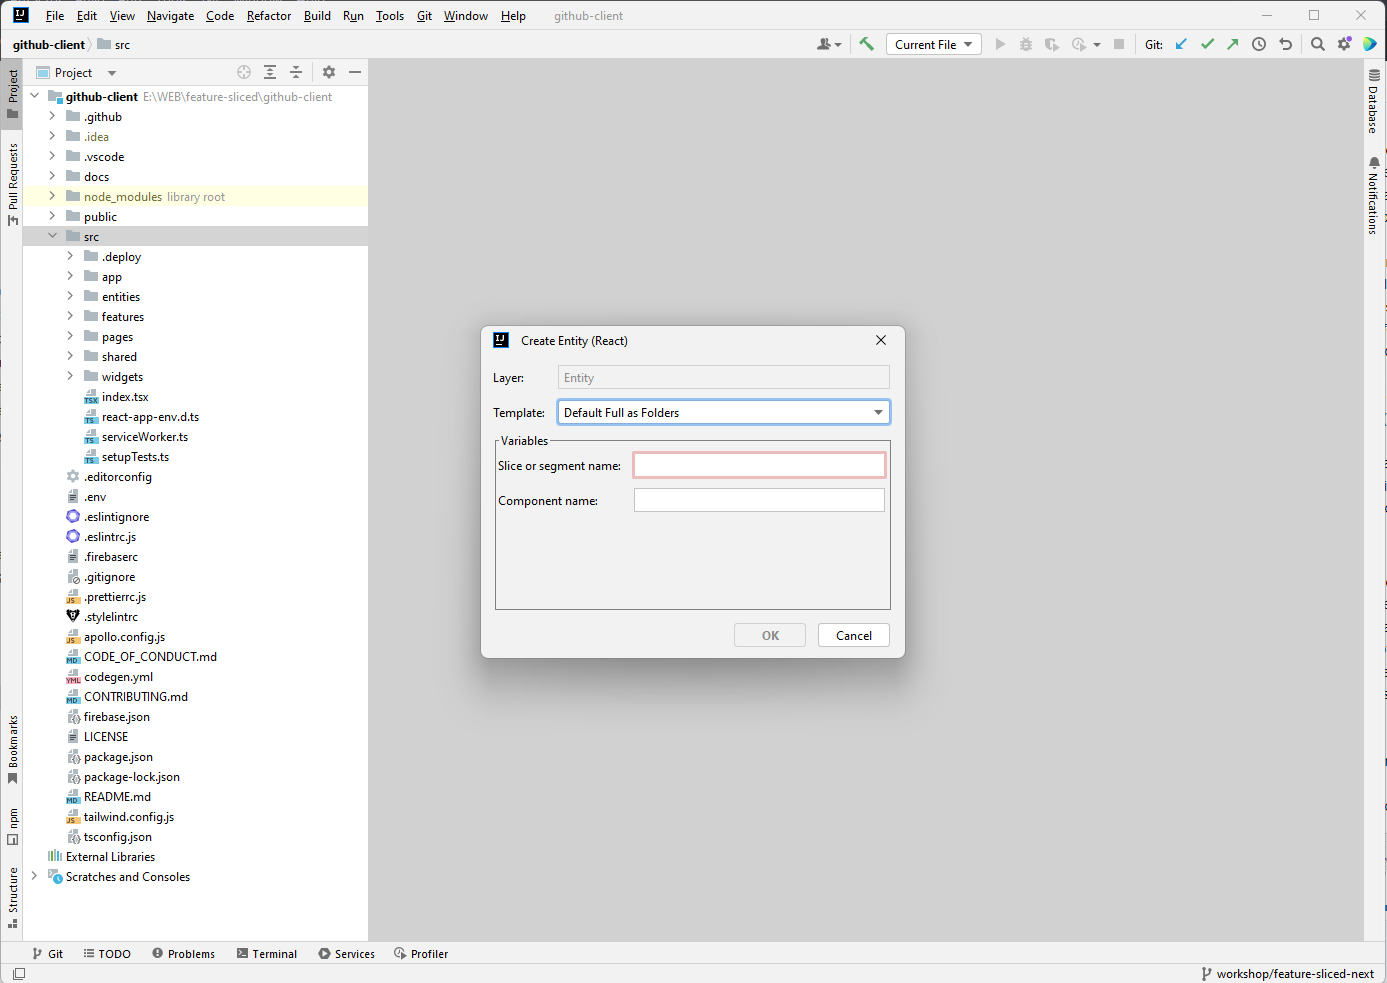 File Edit View Navigate Code Refactor Build Run Tools Git Window Help github-client
github-client src
Current File
Git:
Project
Pull Requests
Bookmarks
npm
Structure
Project
github-client E:\WEB\feature-sliced\github-client
.github
.idea
.vscode
docs
node_modules library root
public
src
.deploy
app
entities
features
pages
shared
widgets
index.tsx
react-app-env.d.ts
serviceWorker.ts
setupTests.ts
.editorconfig
.env
.eslintignore
.eslintrc.js
.firebaserc
.gitignore
.prettierrc.js
.stylelintrc
apollo.config.js
CODE_OF_CONDUCT.md
codegen.yml
CONTRIBUTING.md
firebase.json
LICENSE
package.json
package-lock.json
README.md
tailwind.config.js
tsconfig.json
External Libraries
Scratches and Consoles
Create Entity (React)
Layer: Entity
Template: Default Full as Folders
Variables
Slice or segment name:
Component name:
OK Cancel
Database
Notifications
Git TODO Problems Terminal Services Profiler
workshop/feature-sliced-next